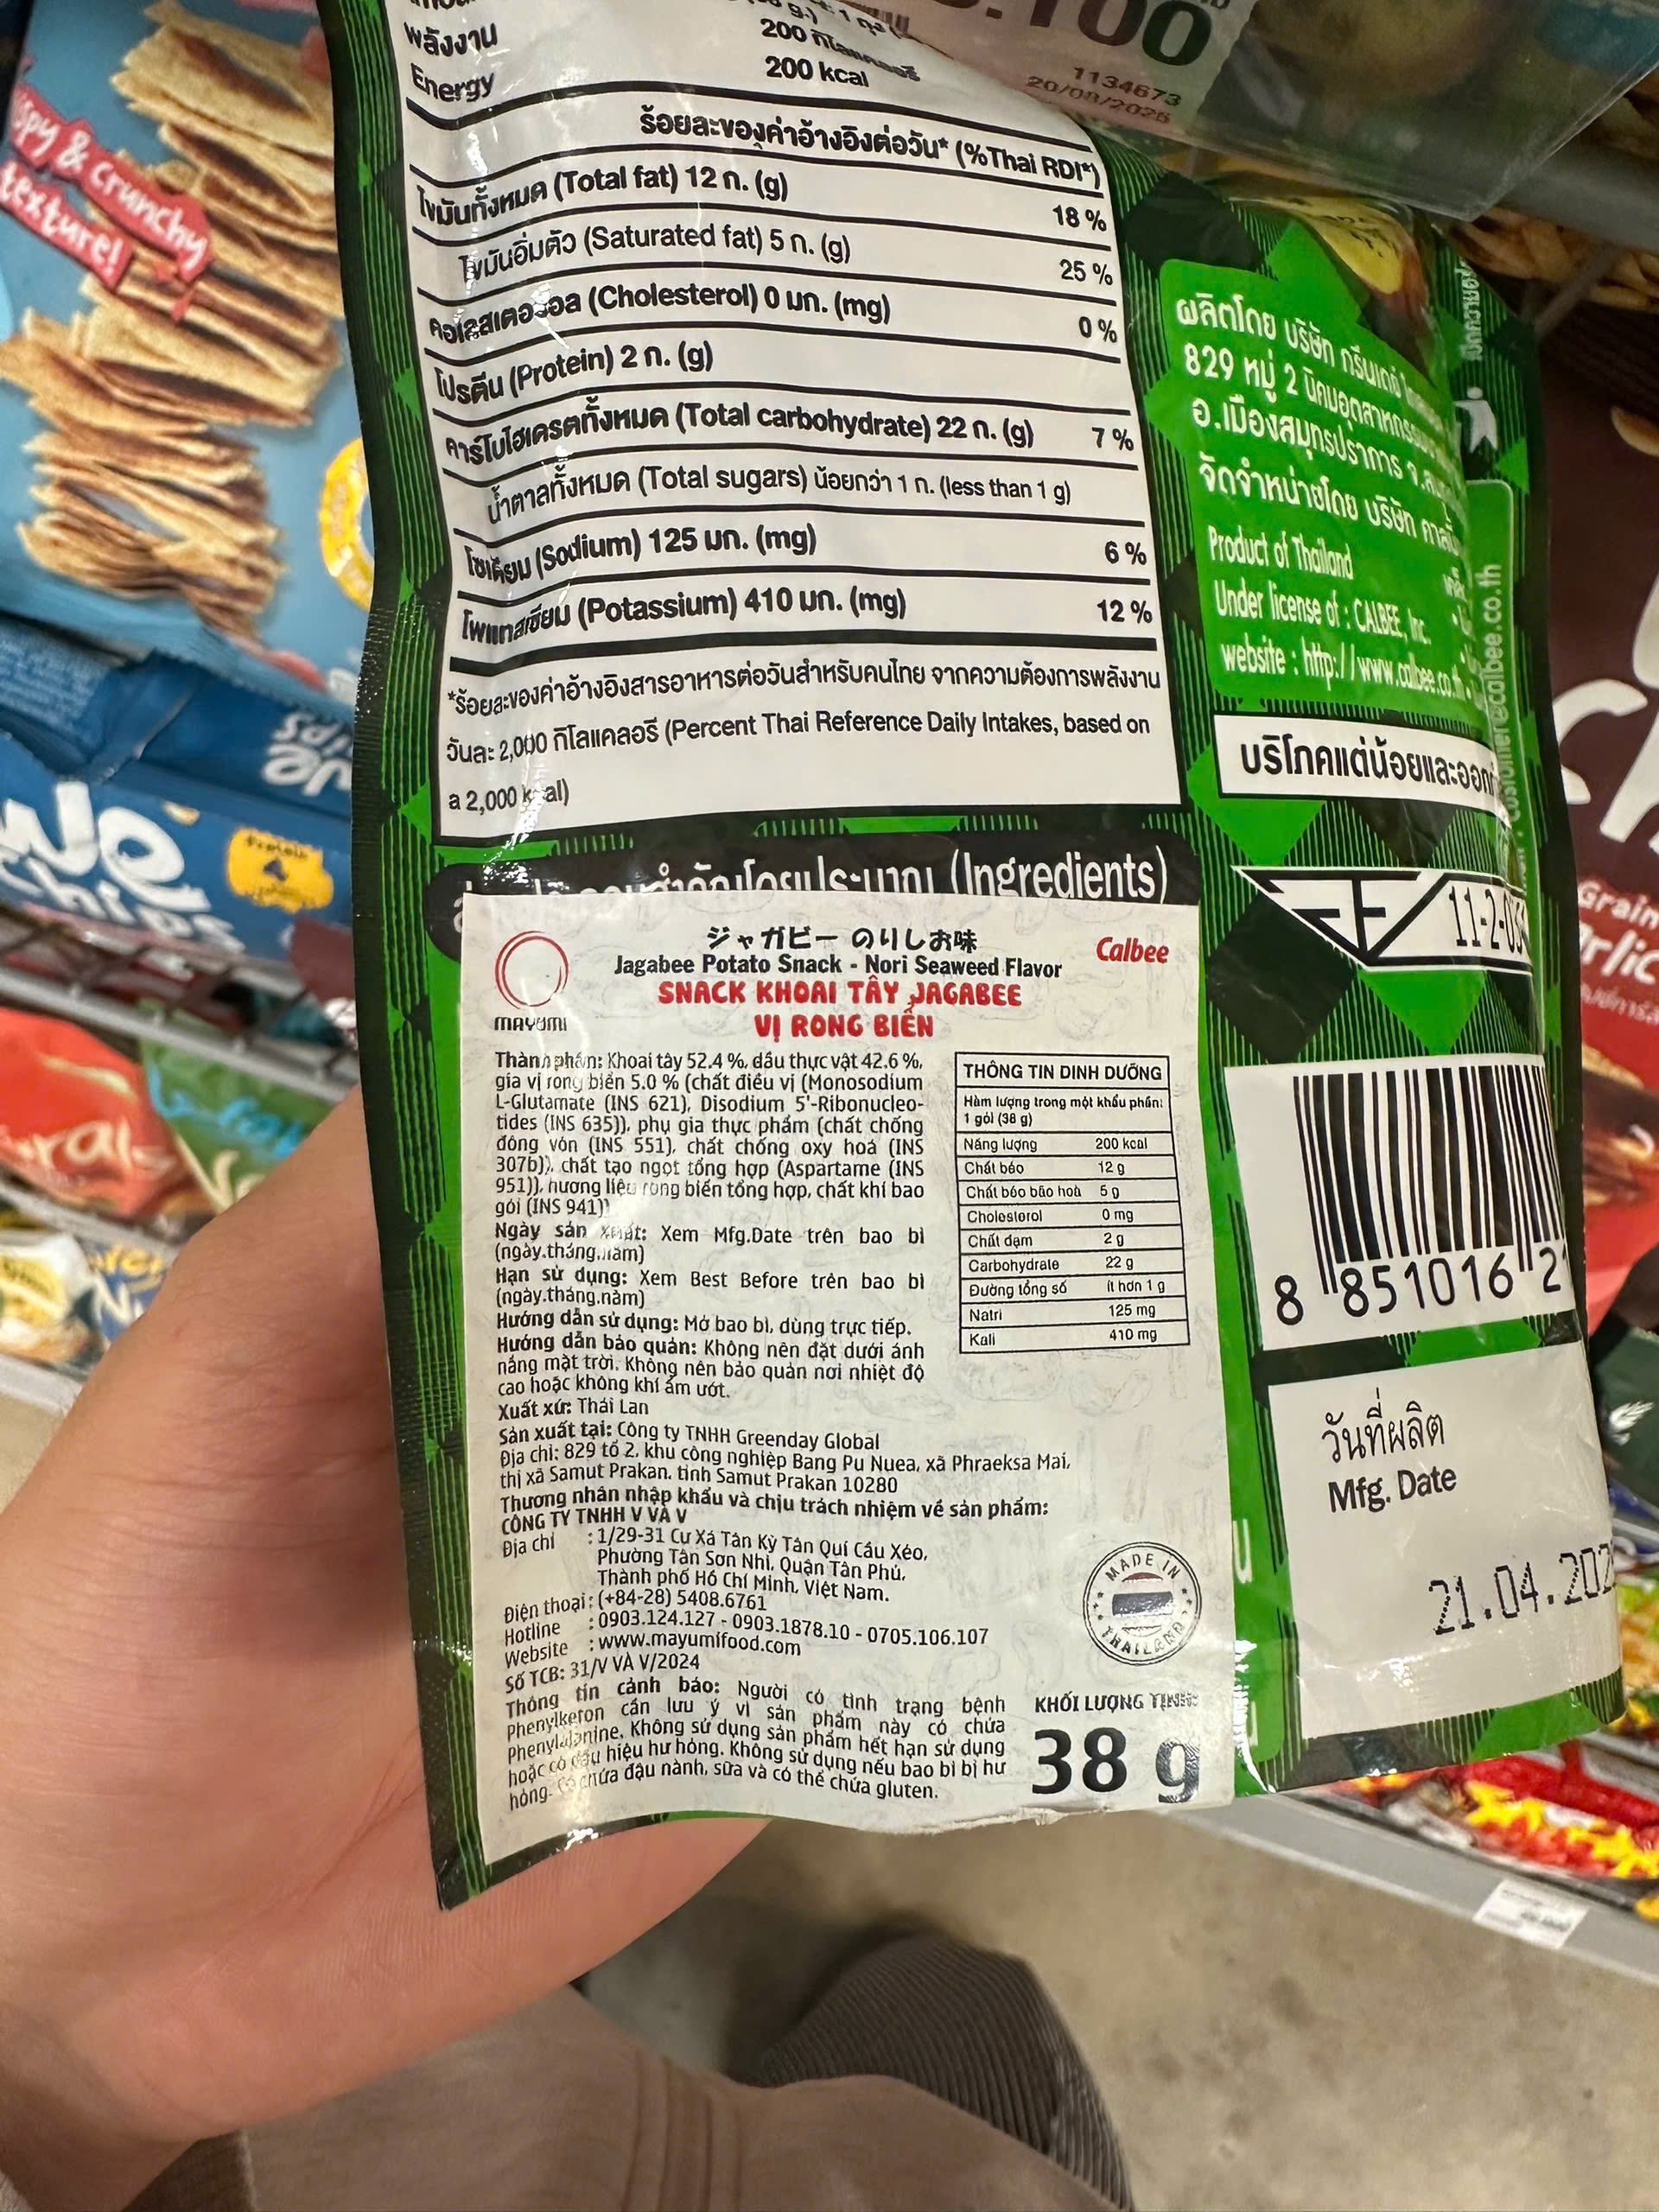 พลังงาน
Energy
200 kcal
ร้อยละของค่าอ้างอิงต่อวัน* (%Thai RDI*)
ไขมันทั้งหมด (Total fat) 12 ก. (g) 18 %
ไขมันอิ่มตัว (Saturated fat) 5 ก. (g) 25 %
คอเลสเตอรอล (Cholesterol) 0 มก. (mg) 0 %
โปรตีน (Protein) 2 ก. (g)
คาร์โบไฮเดรตทั้งหมด (Total carbohydrate) 22 ก. (g) 7 %
น้ำตาลทั้งหมด (Total sugars) น้อยกว่า 1 ก. (less than 1 g)
โซเดียม (Sodium) 125 มก. (mg) 6 %
โพแทสเซียม (Potassium) 410 มก. (mg) 12 %
*ร้อยละของค่าอ้างอิงสารอาหารต่อวันสำหรับคนไทย จากความต้องการพลังงาน
วันละ 2,000 กิโลแคลอรี (Percent Thai Reference Daily Intakes, based on
a 2,000
(Ingredients)
ジャガビー のりしお味
Jagabee Potato Snack - Nori Seaweed Flavor
SNACK KHOAI TÂY JAGABEE
VỊ RONG BIỂN
Calbee
MAYUMI
Thành phần: Khoai tây 52.4 %, dầu thực vật 42.6 %,
gia vị rong biển 5.0 % (chất điều vị (Monosodium
L-Glutamate (INS 621), Disodium 5'-Ribonucleo-
tides (INS 635)), phụ gia thực phẩm (chất chống
đông vón (INS 551), chất chống oxy hoá (INS
307b)), chất tạo ngọt tổng hợp (Aspartame (INS
951)), hương liệu rong biển tổng hợp, chất khí bao
gói (INS 941))
Ngày sản xuất: Xem Mfg.Date trên bao bì
(ngày.tháng.năm)
Hạn sử dụng: Xem Best Before trên bao bì
(ngày.tháng.năm)
Hướng dẫn sử dụng: Mở bao bì, dùng trực tiếp.
Hướng dẫn bảo quản: Không nên đặt dưới ánh
nắng mặt trời. Không nên bảo quản nơi nhiệt độ
cao hoặc không khí ẩm ướt.
Xuất xứ: Thái Lan
Sản xuất tại: Công ty TNHH Greenday Global
Địa chỉ: 829 tổ 2, khu công nghiệp Bang Pu Nuea, xã Phraeksa Mai,
thị xã Samut Prakan, tỉnh Samut Prakan 10280
Thương nhân nhập khẩu và chịu trách nhiệm về sản phẩm:
CÔNG TY TNHH V VÀ V
Địa chỉ : 1/29-31 Cư Xá Tân Kỳ Tân Quí Cầu Xéo,
Phường Tân Sơn Nhì, Quận Tân Phú,
Thành phố Hồ Chí Minh, Việt Nam.
Điện thoại : (+84-28) 5408.6761
Hotline : 0903.124.127 - 0903.1878.10 - 0705.106.107
Website : www.mayumifood.com
Số TCB: 31/V VÀ V/2024
Thông tin cảnh báo: Người có tình trạng bệnh
Phenylketon cần lưu ý vì sản phẩm này có chứa
Phenylalanine. Không sử dụng sản phẩm hết hạn sử dụng
hoặc có dấu hiệu hư hỏng. Không sử dụng nếu bao bì bị hư
hỏng. Có chứa đậu nành, sữa và có thể chứa gluten.
THÔNG TIN DINH DƯỠNG
Hàm lượng trong một khẩu phần:
1 gói (38 g)
Năng lượng 200 kcal
Chất béo 12 g
Chất béo bão hoà 5 g
Cholesterol 0 mg
Chất đạm 2 g
Carbohydrate 22 g
Đường tổng số ít hơn 1 g
Natri 125 mg
Kali 410 mg
MADE IN
THAILAND
KHỐI LƯỢNG TỊNH:
38 g
1134673
ผลิตโดย บริษัท กรีนเดย์
829 หมู่ 2
อ.เมืองสมุทรปราการ
จัดจำหน่ายโดย บริษัท
Product of Thailand
Under license of : CALBEE, Inc.
website : http://www.calbee.co.th
บริโภคแต่น้อยและออก
11-2-03
8 851016 2
วันที่ผลิต
Mfg. Date
21.04.202
crunchy
texture!
We
Chips
Protein
4